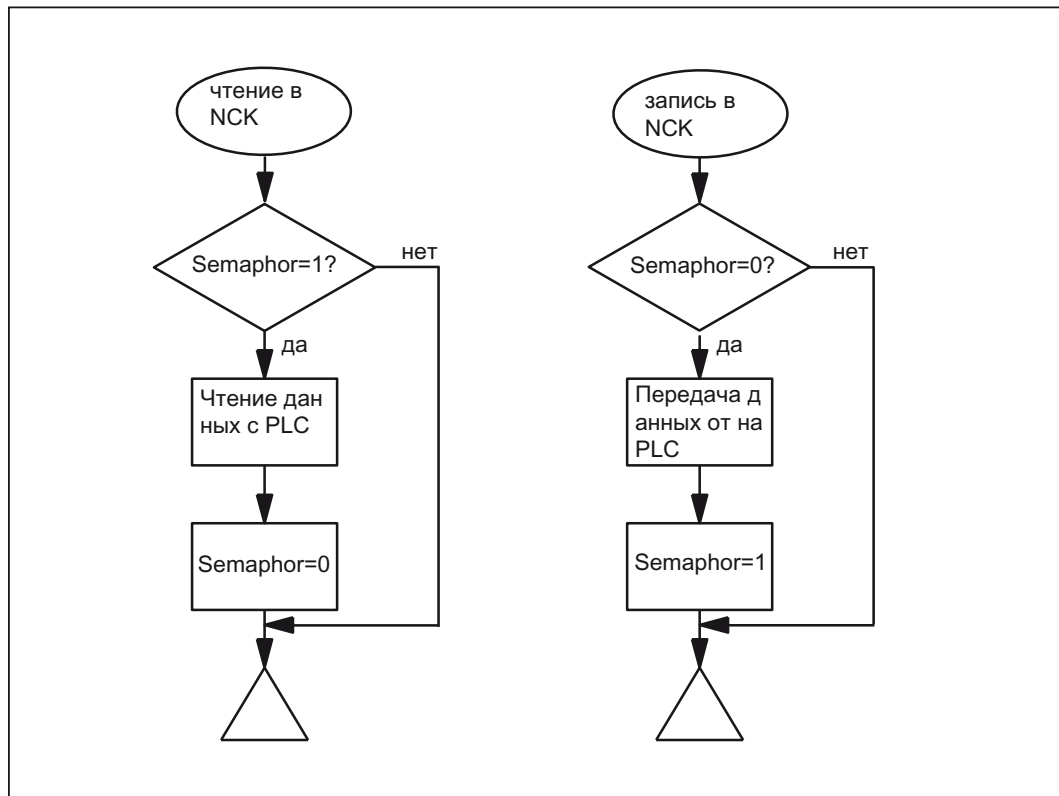 чтение в
NCK
Semaphor=1?
нет
да
Чтение дан
ных с PLC
Semaphor=0
запись в
NCK
Semaphor=0?
нет
да
Передача д
анных от на
PLC
Semaphor=1